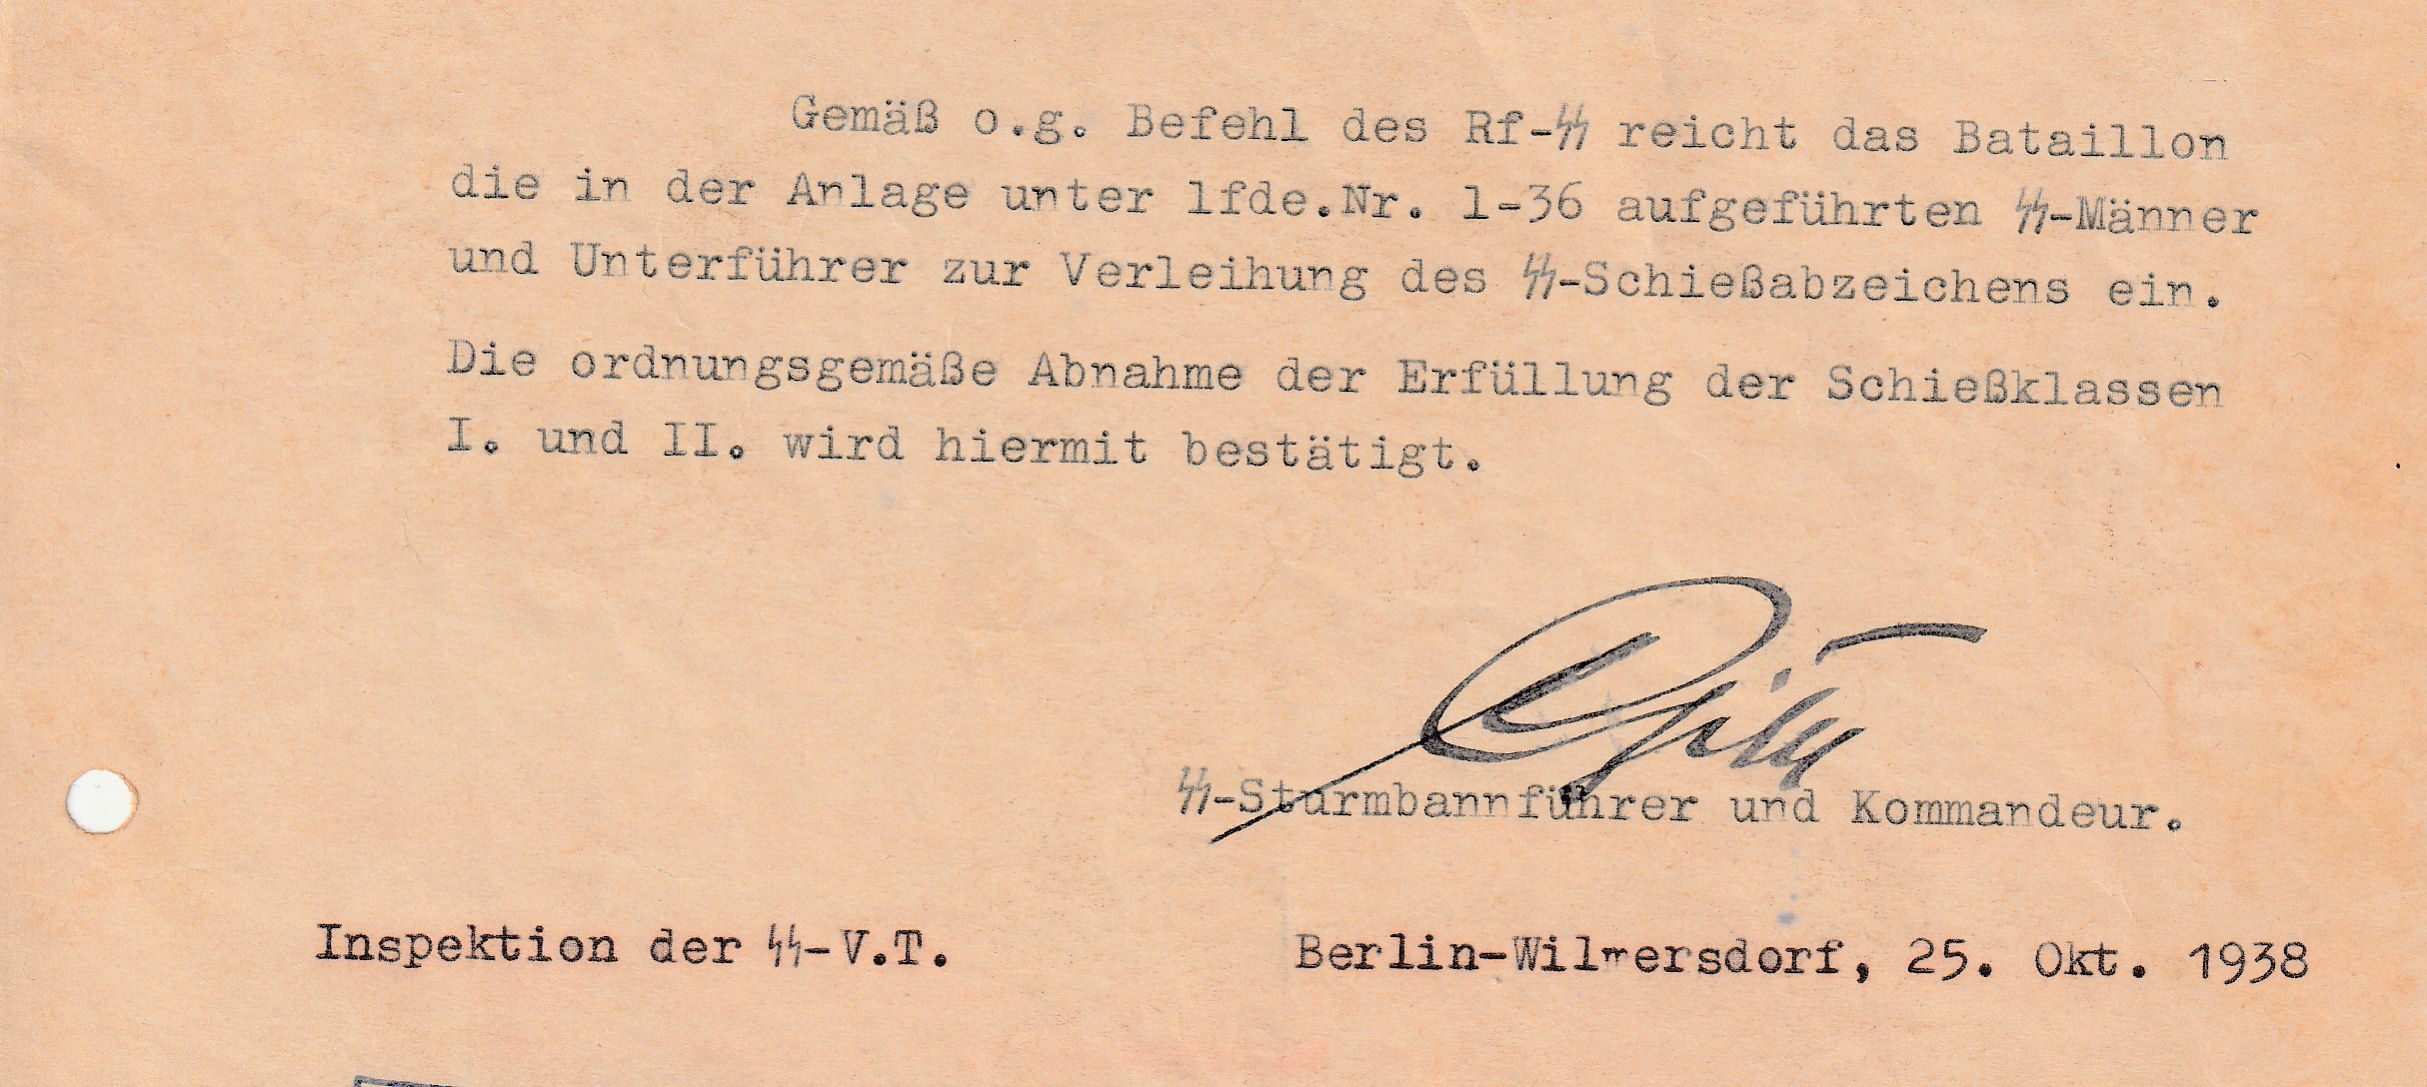 Gemäß o.g. Befehl des Rf-ᛋᛋ reicht das Bataillon
die in der Anlage unter lfde.Nr. 1-36 aufgeführten ᛋᛋ-Männer
und Unterführer zur Verleihung des ᛋᛋ-Schießabzeichens ein.
Die ordnungsgemäße Abnahme der Erfüllung der Schießklassen
I. und II. wird hiermit bestätigt.
ᛋᛋ-Sturmbannführer und Kommandeur.
Inspektion der ᛋᛋ-V.T.
Berlin-Wilmersdorf, 25. Okt. 1938